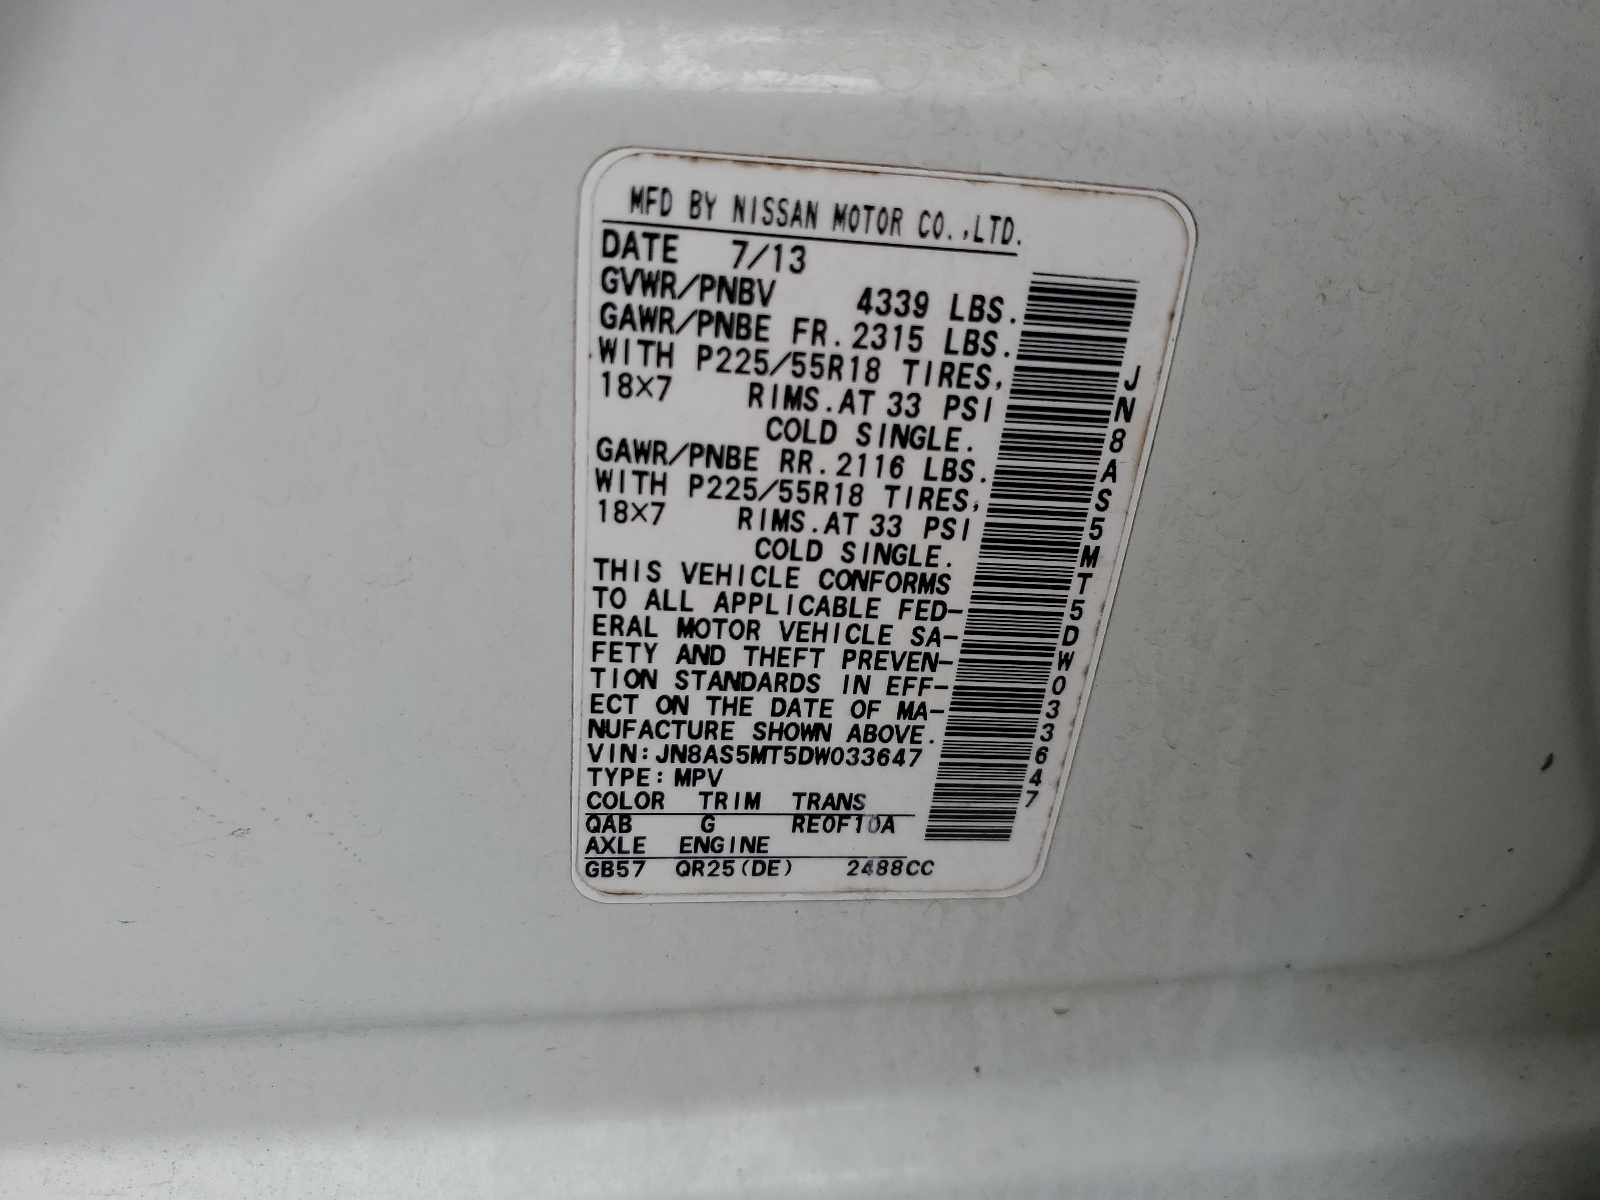 MFD BY NISSAN MOTOR CO.,LTD.
DATE 7/13
GVWR/PNBV 4339 LBS.
GAWR/PNBE FR. 2315 LBS.
WITH P225/55R18 TIRES,
18X7 RIMS.AT 33 PSI
COLD SINGLE.
GAWR/PNBE RR. 2116 LBS.
WITH P225/55R18 TIRES,
18X7 RIMS.AT 33 PSI
COLD SINGLE.
THIS VEHICLE CONFORMS
TO ALL APPLICABLE FED-
ERAL MOTOR VEHICLE SA-
FETY AND THEFT PREVEN-
TION STANDARDS IN EFF-
ECT ON THE DATE OF MA-
NUFACTURE SHOWN ABOVE.
VIN:JN8AS5MT5DW033647
TYPE:MPV
COLOR TRIM TRANS
QAB G RE0F10A
AXLE ENGINE
GB57 QR25(DE) 2488CC
JN8AS5MT5DW033647